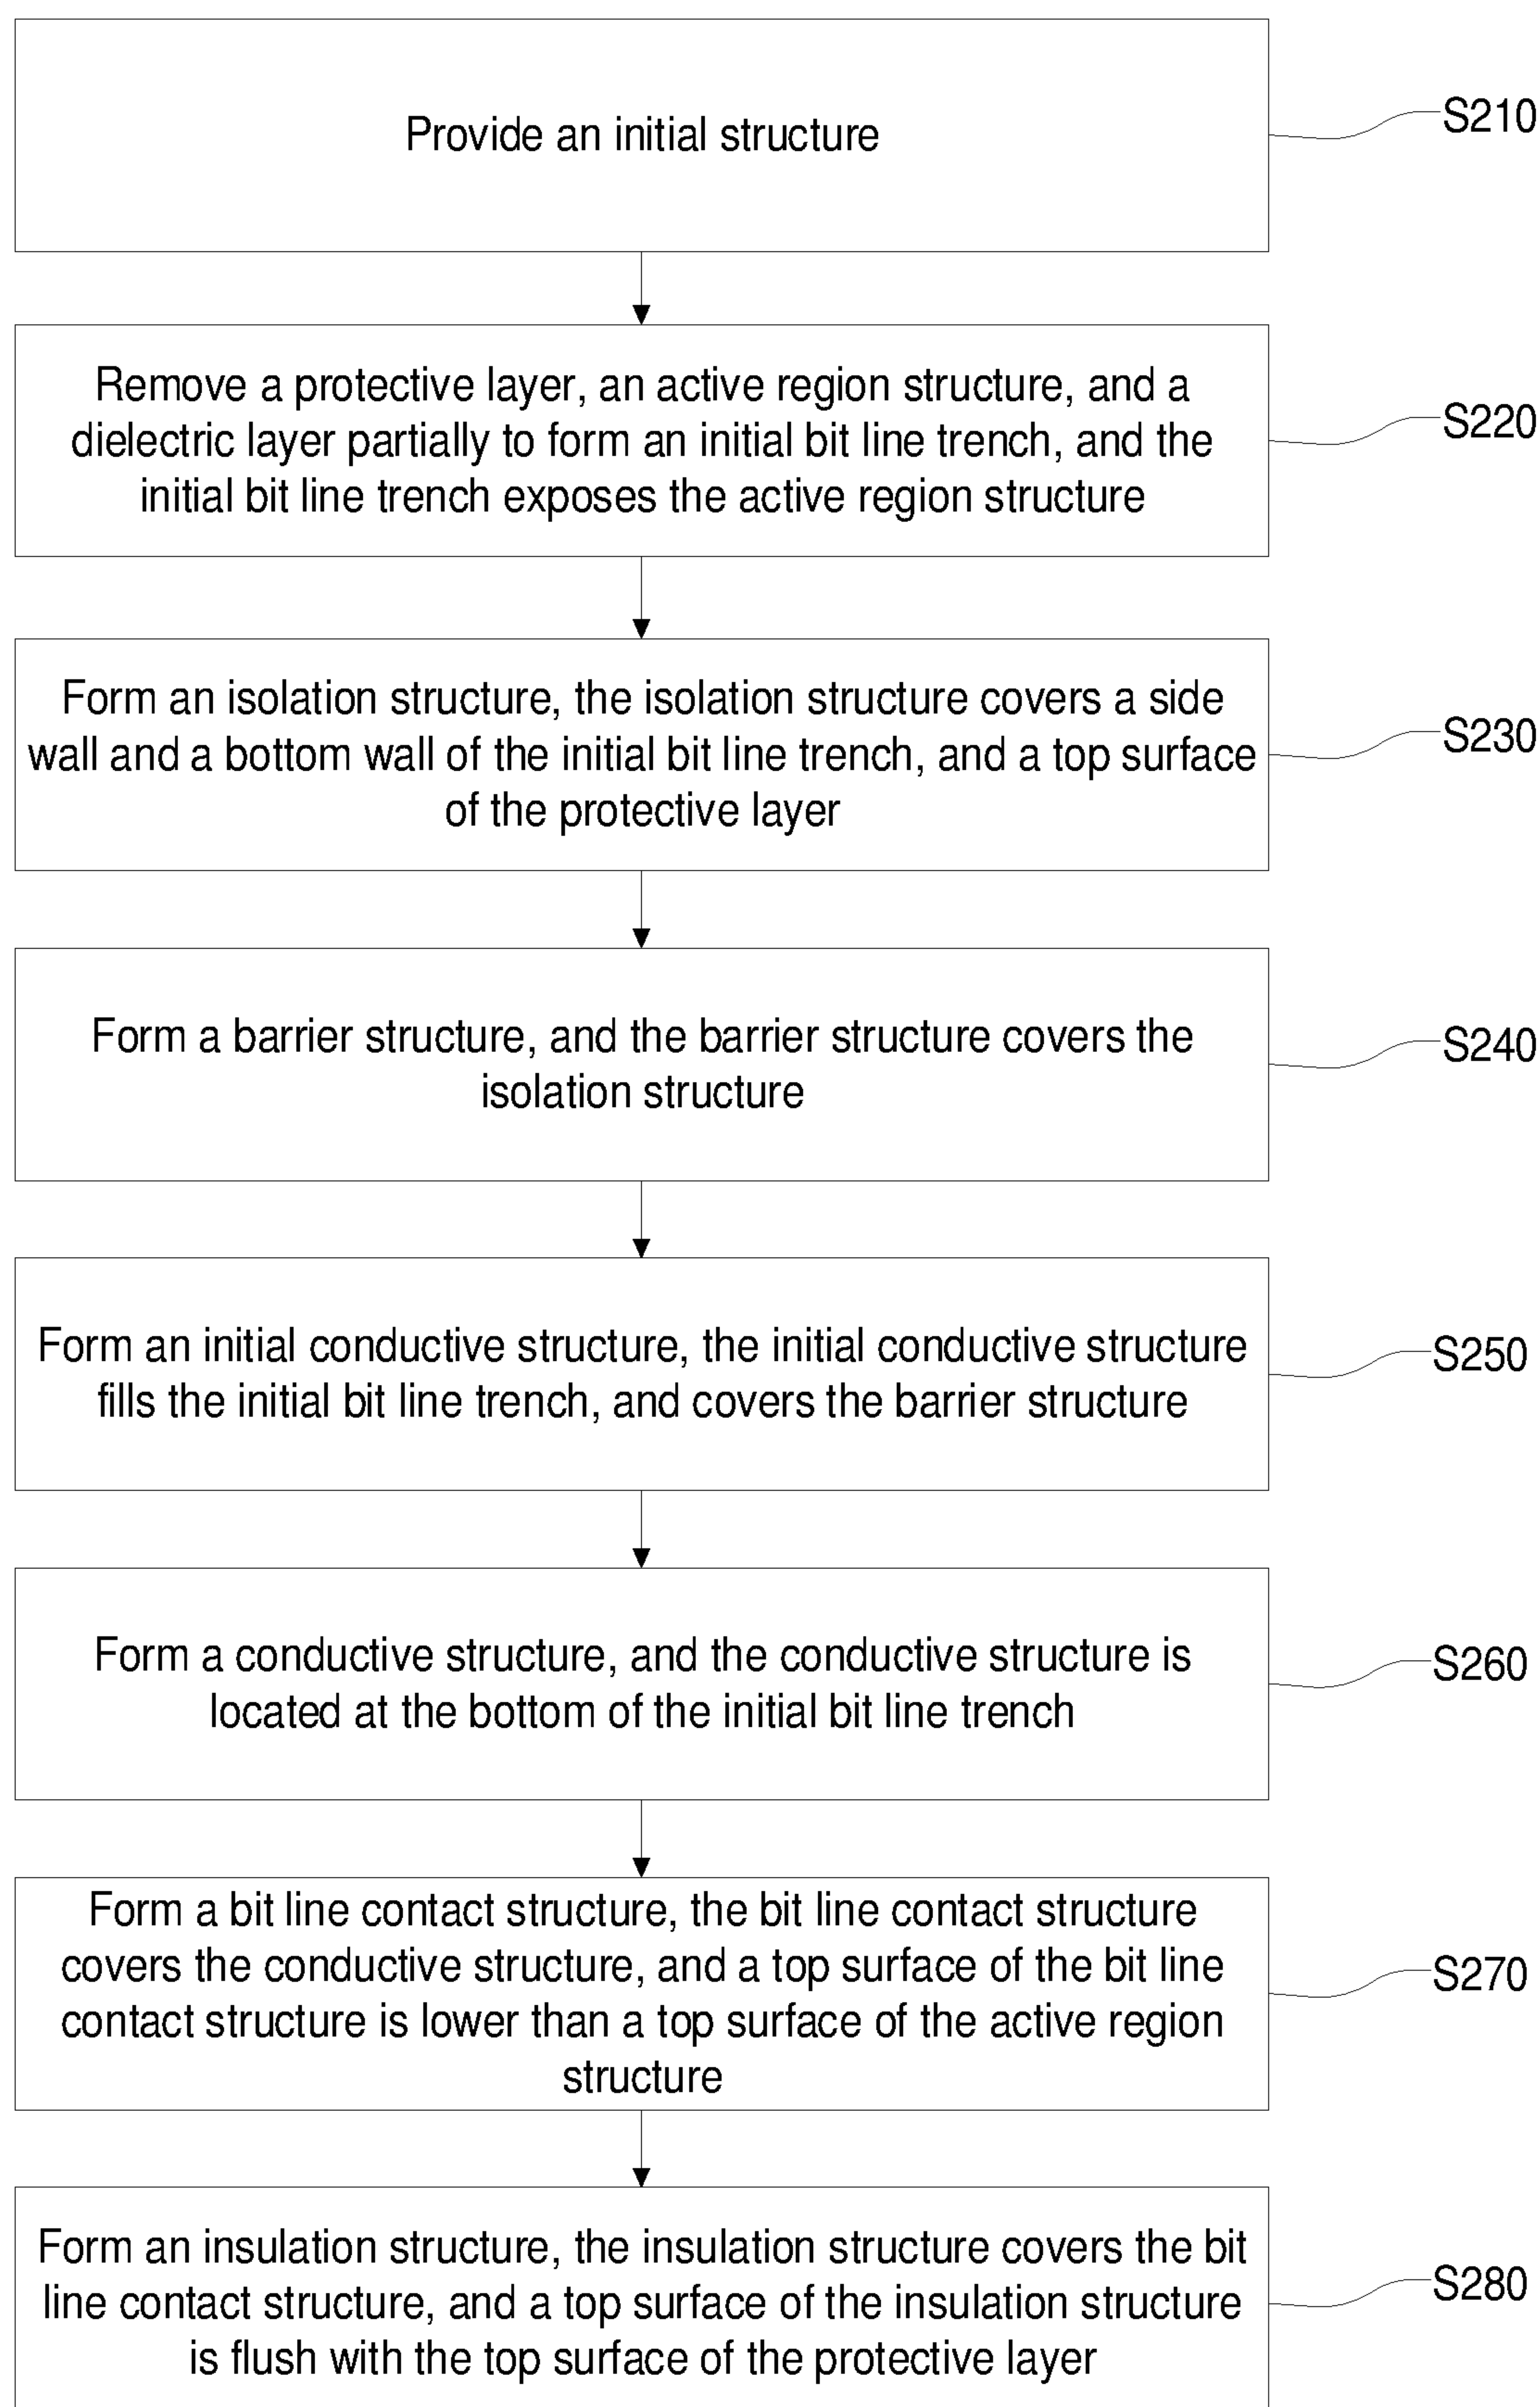 Provide an initial structure
S210
Remove a protective layer, an active region structure, and a
dielectric layer partially to form an initial bit line trench, and the
initial bit line trench exposes the active region structure
S220
Form an isolation structure, the isolation structure covers a side
wall and a bottom wall of the initial bit line trench, and a top surface
of the protective layer
S230
Form a barrier structure, and the barrier structure covers the
isolation structure
S240
Form an initial conductive structure, the initial conductive structure
fills the initial bit line trench, and covers the barrier structure
S250
Form a conductive structure, and the conductive structure is
located at the bottom of the initial bit line trench
S260
Form a bit line contact structure, the bit line contact structure
covers the conductive structure, and a top surface of the bit line
contact structure is lower than a top surface of the active region
structure
S270
Form an insulation structure, the insulation structure covers the bit
line contact structure, and a top surface of the insulation structure
is flush with the top surface of the protective layer
S280